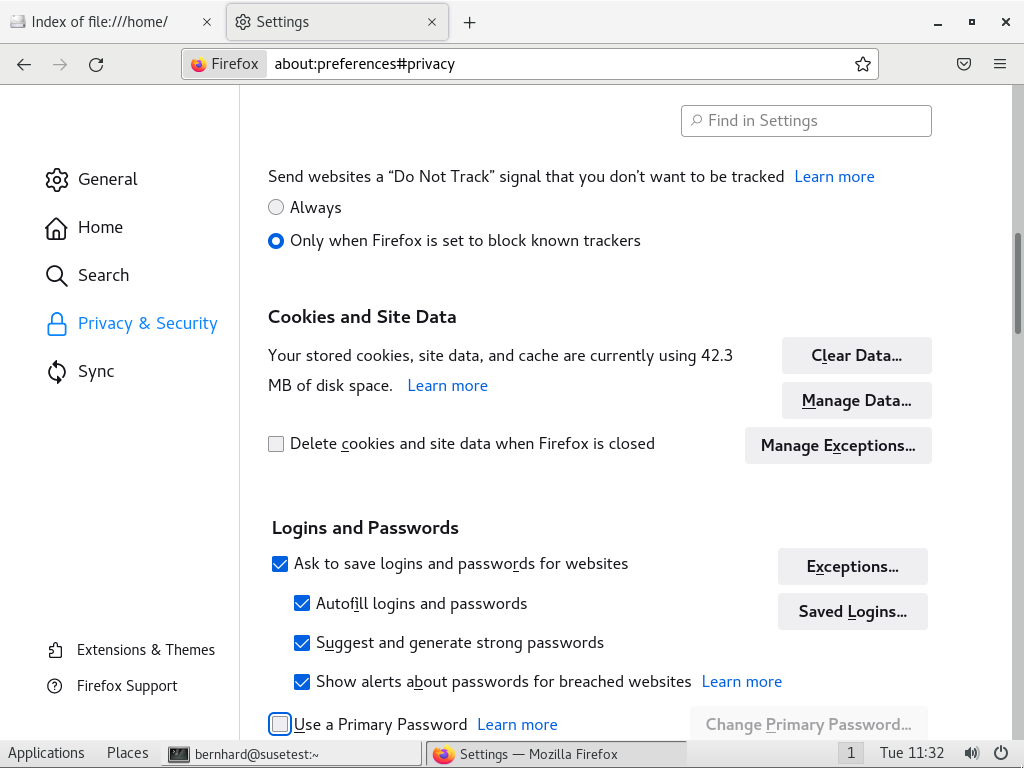 Index of file:///home/
Settings
Firefox
about:preferences#privacy
Find in Settings
General
Home
Search
Privacy & Security
Sync
Extensions & Themes
Firefox Support
Send websites a “Do Not Track” signal that you don’t want to be tracked Learn more
Always
Only when Firefox is set to block known trackers
Cookies and Site Data
Your stored cookies, site data, and cache are currently using 42.3
MB of disk space. Learn more
Clear Data…
Manage Data…
Delete cookies and site data when Firefox is closed
Manage Exceptions…
Logins and Passwords
Ask to save logins and passwords for websites
Exceptions…
Autofill logins and passwords
Saved Logins…
Suggest and generate strong passwords
Show alerts about passwords for breached websites Learn more
Use a Primary Password Learn more
Change Primary Password…
Applications Places bernhard@susetest:~ Settings — Mozilla Firefox 1 Tue 11:32